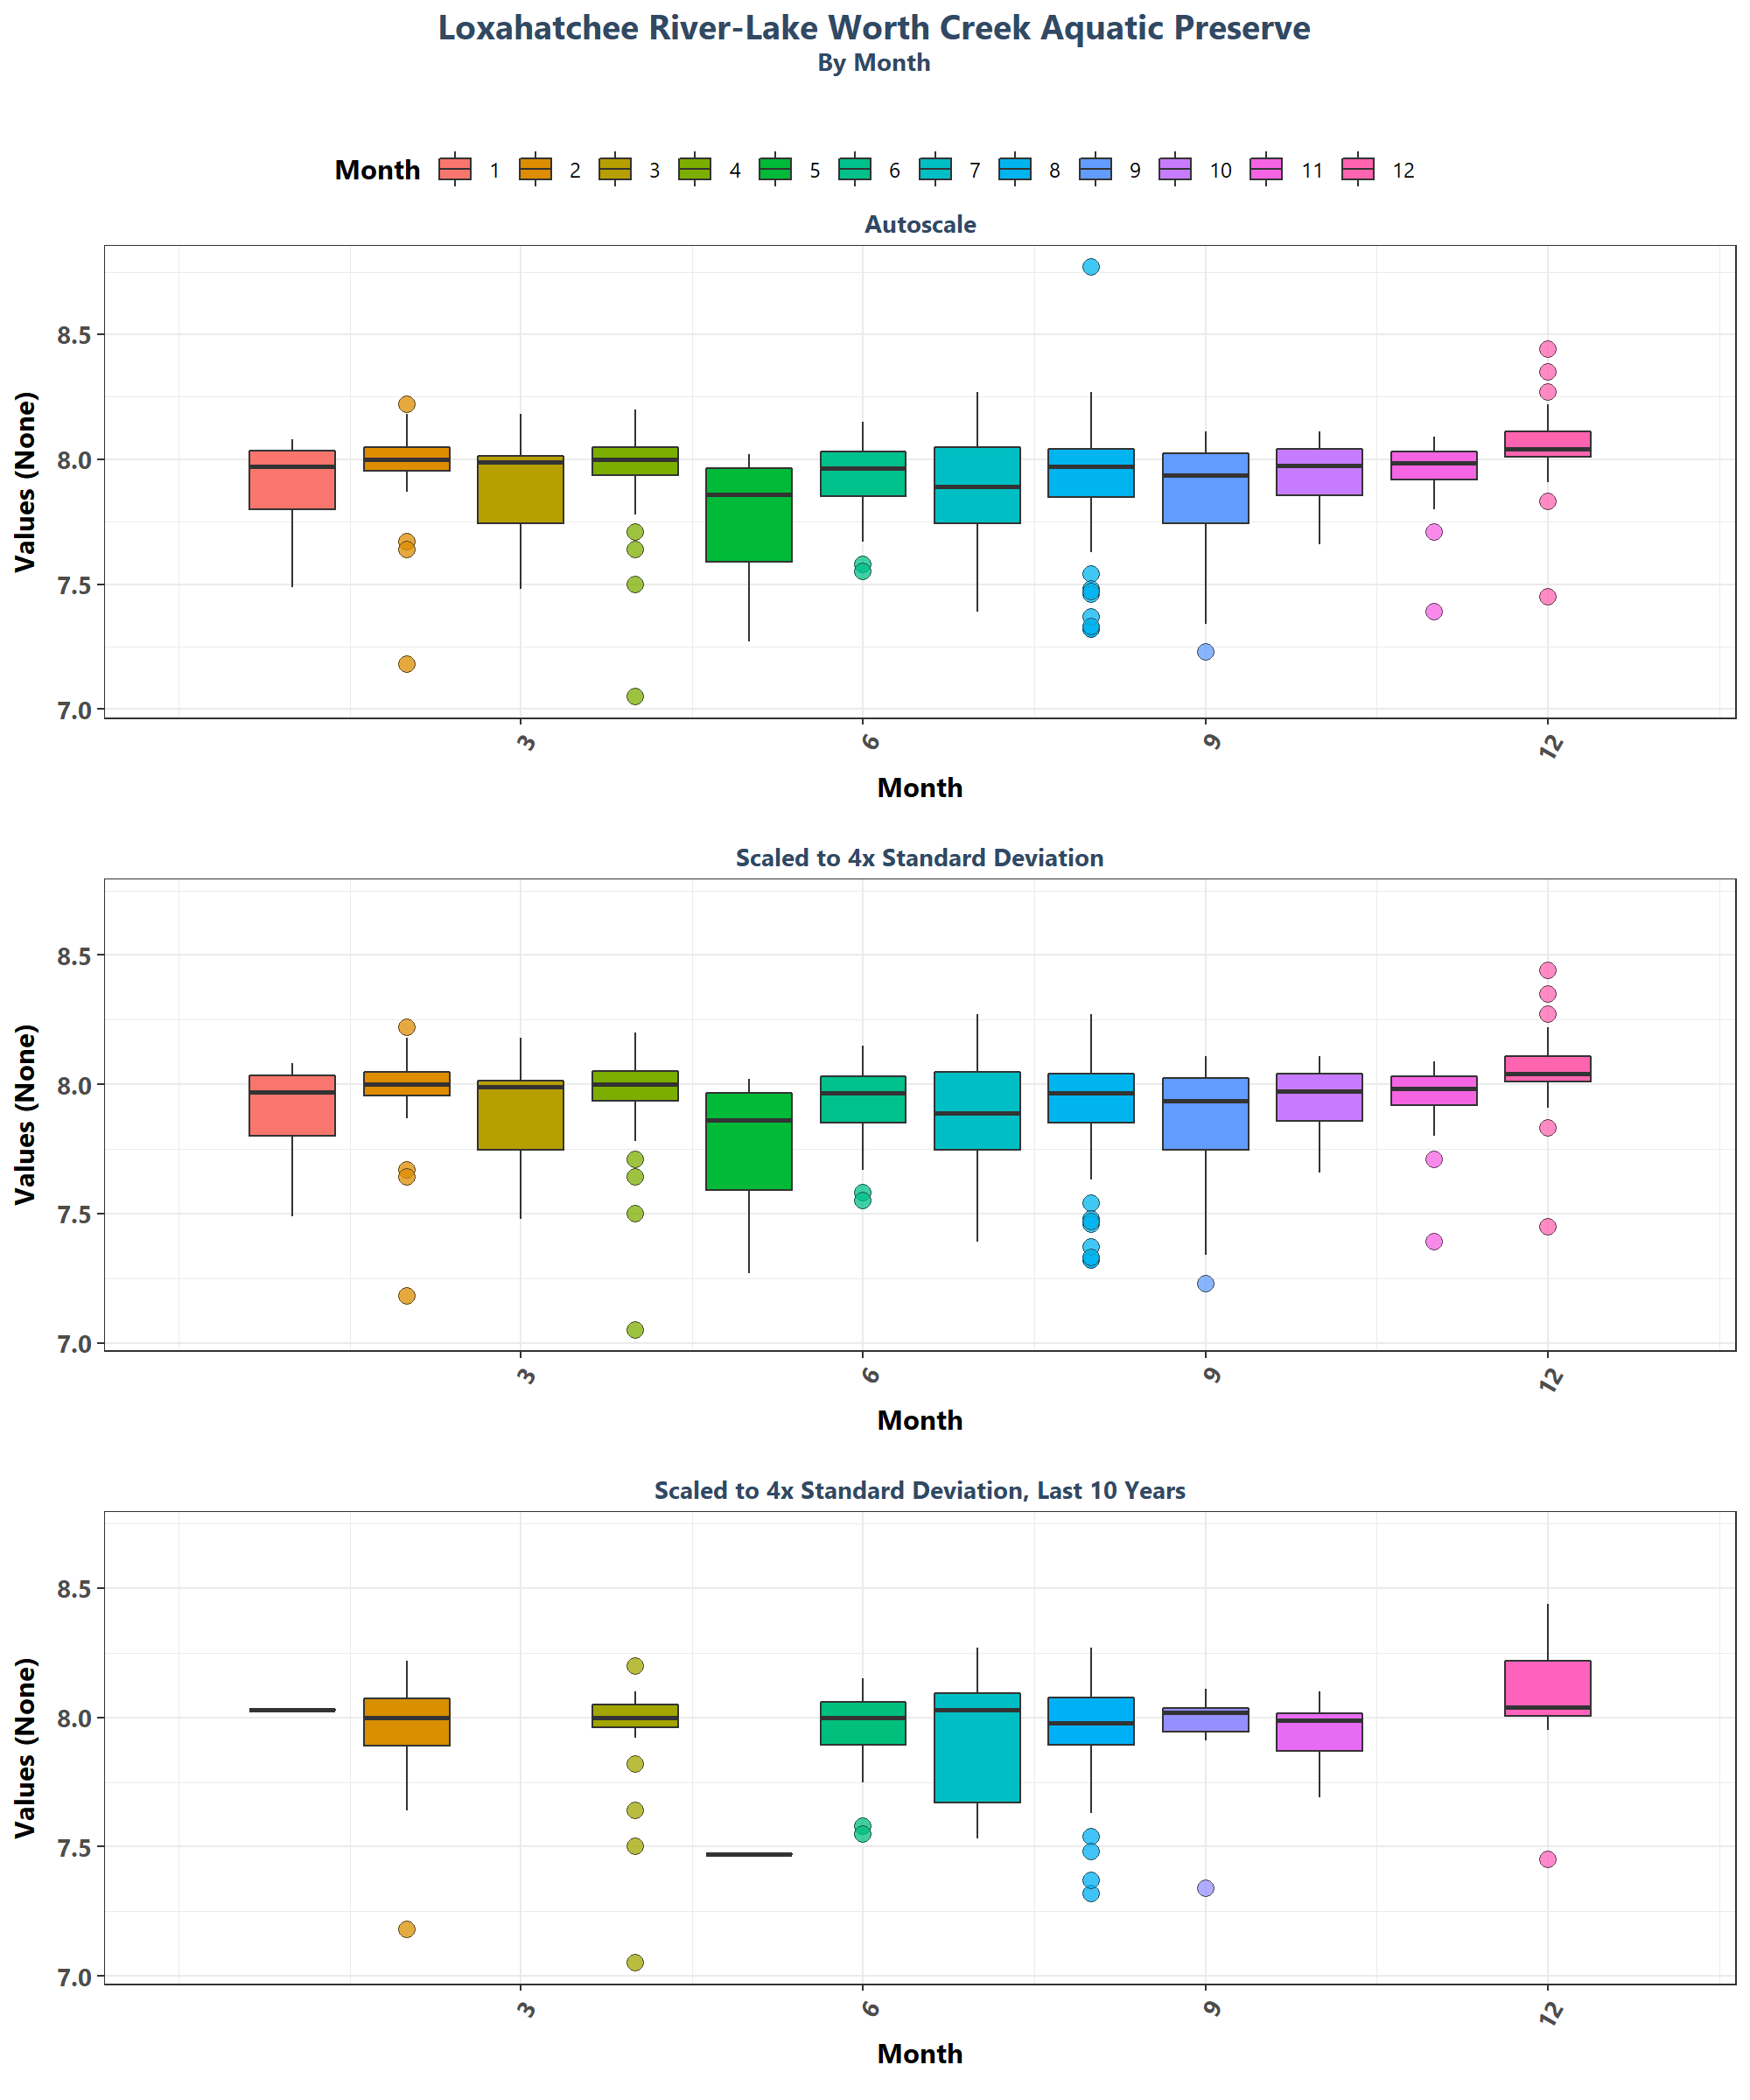 Loxahatchee River-Lake Worth Creek Aquatic Preserve
By Month
Month 1 2 3 4 5 6 7 8 9 10 11 12
Autoscale
Values (None)
8.5
8.0
7.5
7.0
3 6 9 12
Month
Scaled to 4x Standard Deviation
Values (None)
8.5
8.0
7.5
7.0
3 6 9 12
Month
Scaled to 4x Standard Deviation, Last 10 Years
Values (None)
8.5
8.0
7.5
7.0
3 6 9 12
Month